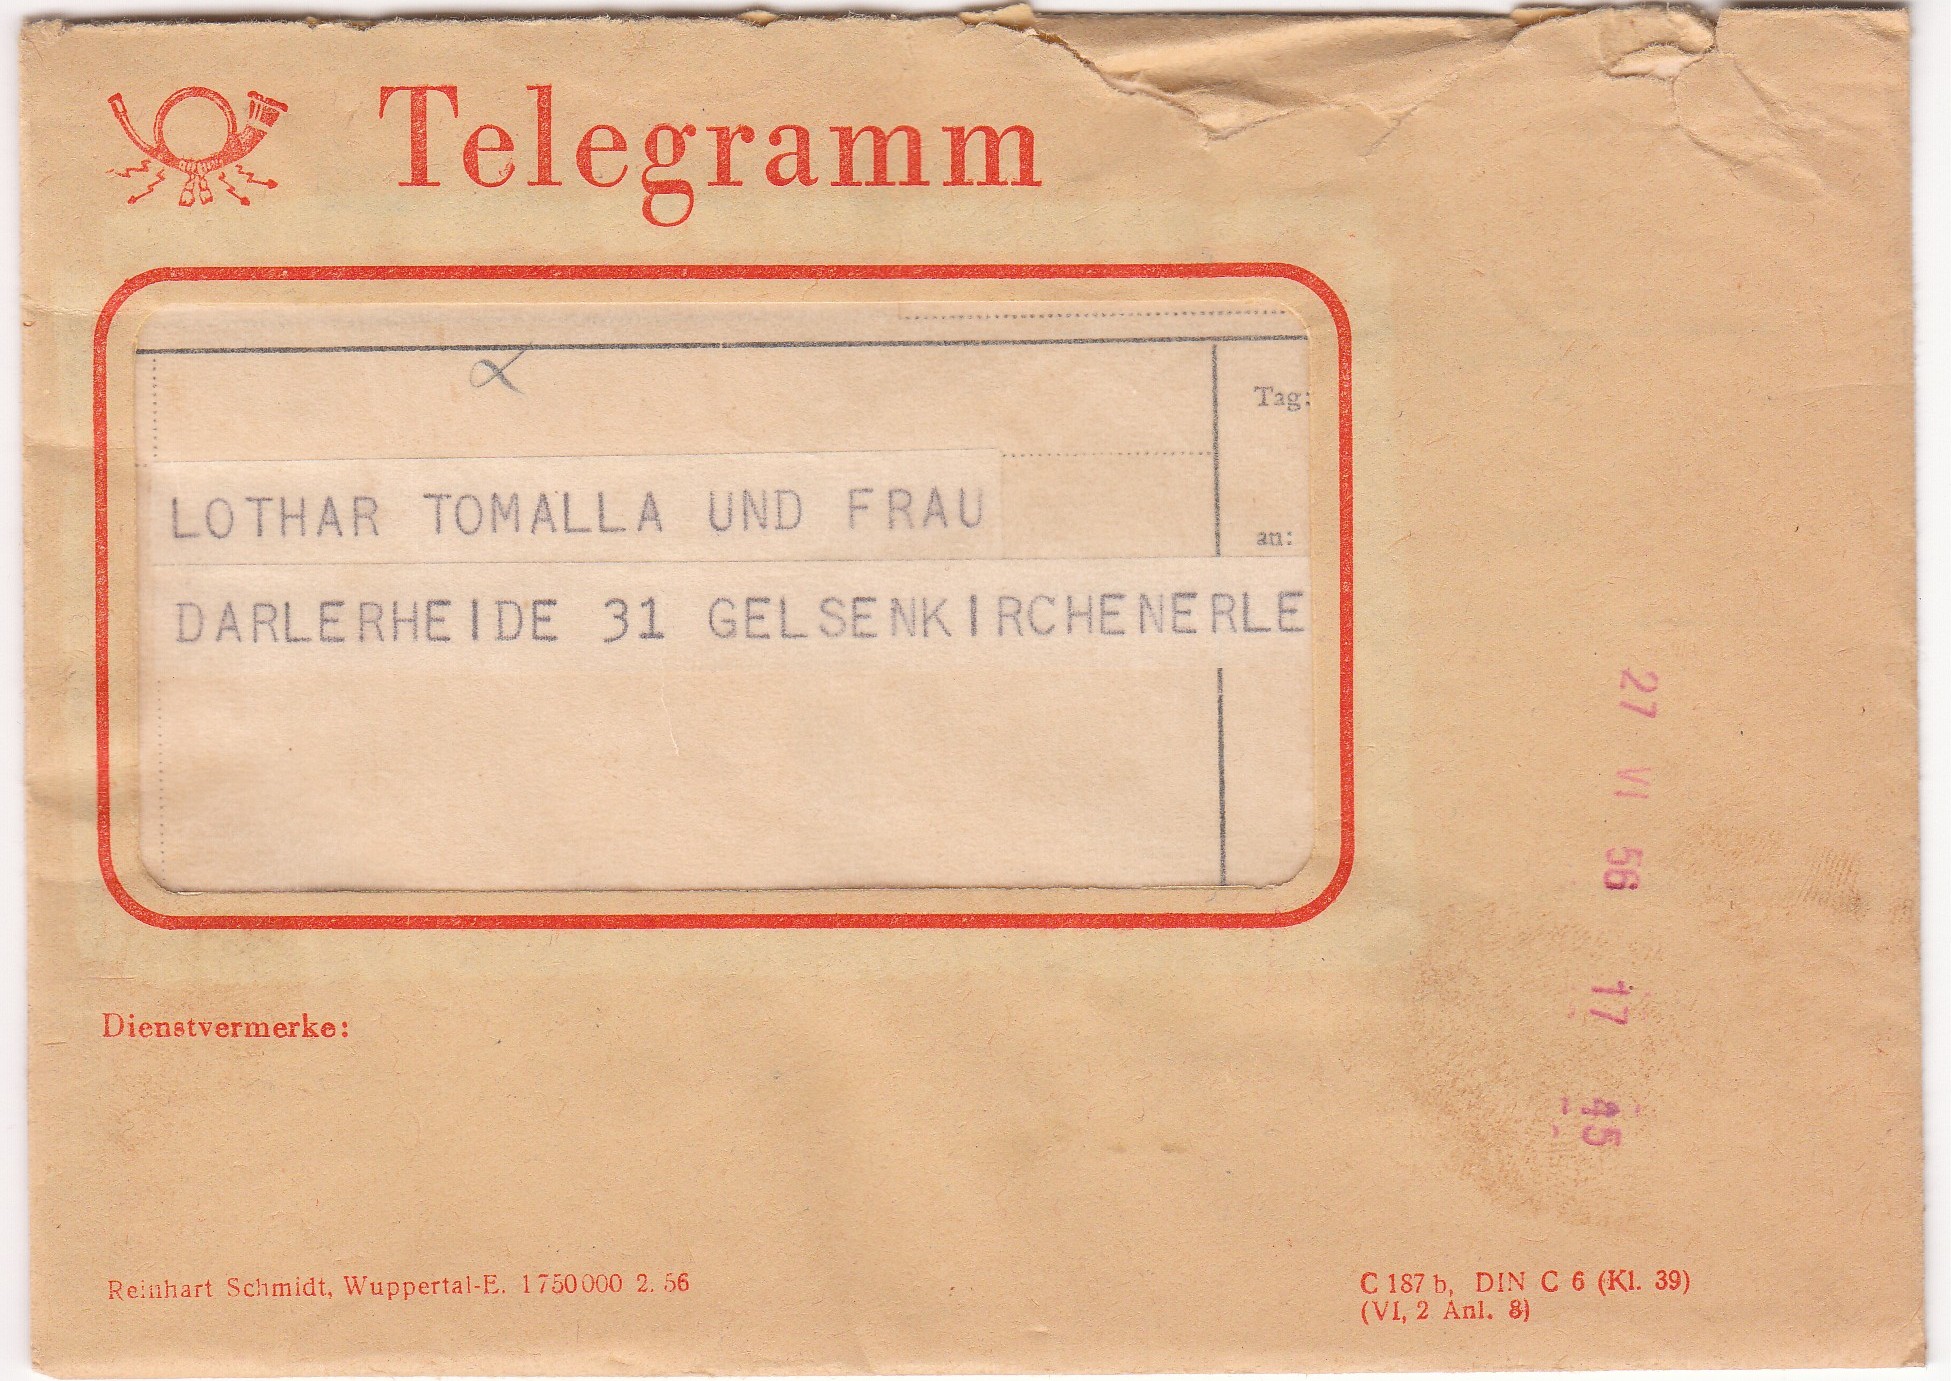 Telegramm
Tag:
LOTHAR TOMALLA UND FRAU
an:
DARLERHEIDE 31 GELSENKIRCHENERLE
27 VI 56 17 45
Dienstvermerke:
Reinhart Schmidt, Wuppertal-E. 1750000 2. 56
C 187 b, DIN C 6 (Kl. 39)
(VI, 2 Anl. 8)